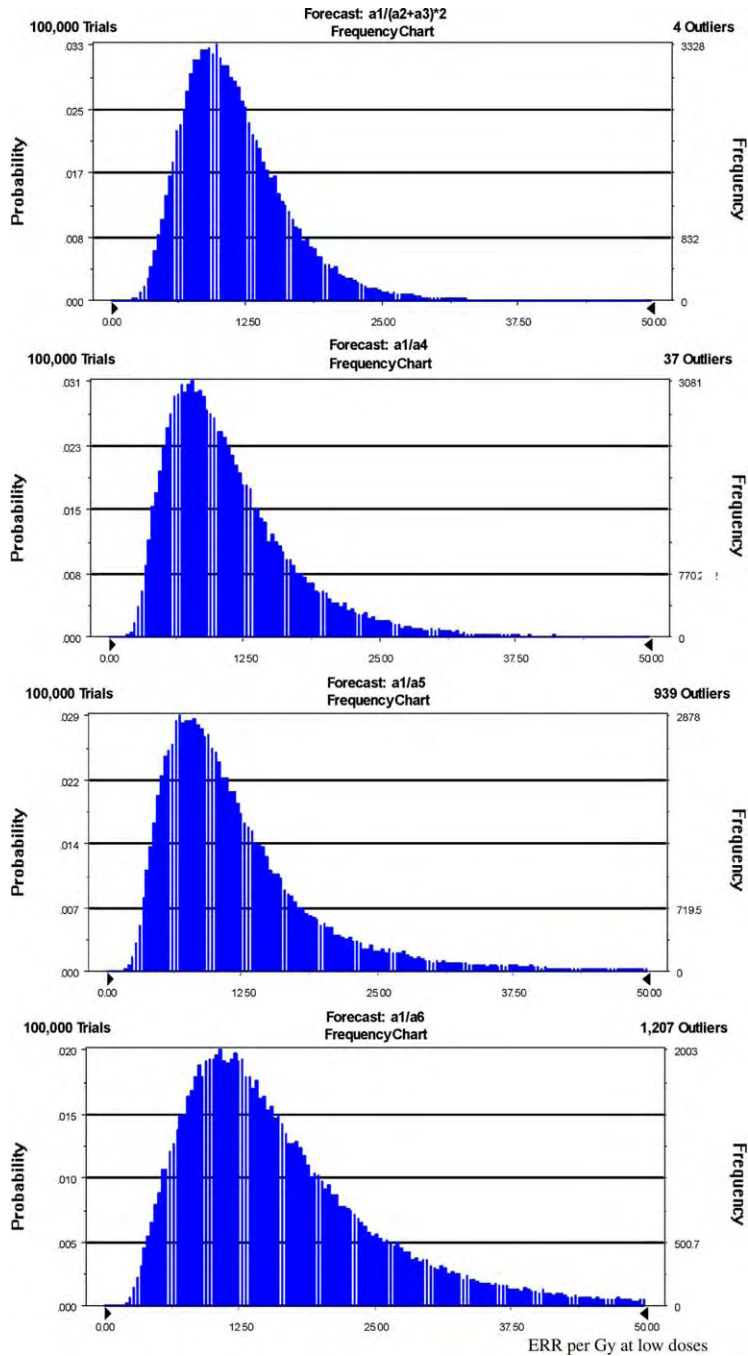 Forecast: a1/(a2+a3)*2
100,000 Trials FrequencyChart 4 Outliers
.033 3328
.025
.017
.008 832
.000 0
Probability
Frequency
0.00 12.50 25.00 37.50 50.00
Forecast: a1/a4
100,000 Trials FrequencyChart 37 Outliers
.031 3081
.023
.015
.008 770.2
.000 0
Probability
Frequency
0.00 12.50 25.00 37.50 50.00
Forecast: a1/a5
100,000 Trials FrequencyChart 939 Outliers
.029 2878
.022
.014
.007 719.5
.000 0
Probability
Frequency
0.00 12.50 25.00 37.50 50.00
Forecast: a1/a6
100,000 Trials FrequencyChart 1,207 Outliers
.020 2003
.015
.010
.005 500.7
.000 0
Probability
Frequency
0.00 12.50 25.00 37.50 50.00
ERR per Gy at low doses